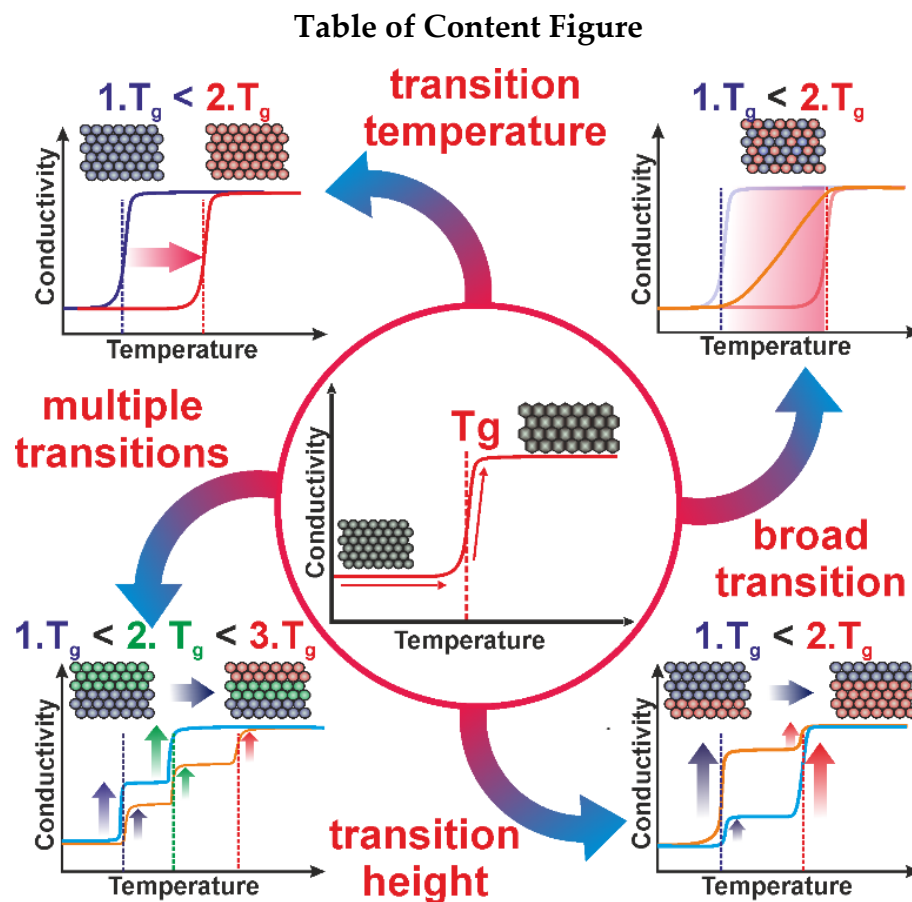 Table of Content Figure
1.Tg < 2.Tg
Conductivity
Temperature
transition
temperature
1.Tg < 2.Tg
Conductivity
Temperature
multiple
transitions
Tg
Conductivity
Temperature
broad
transition
1.Tg < 2. Tg < 3.Tg
Conductivity
Temperature
transition
height
1.Tg < 2.Tg
Conductivity
Temperature